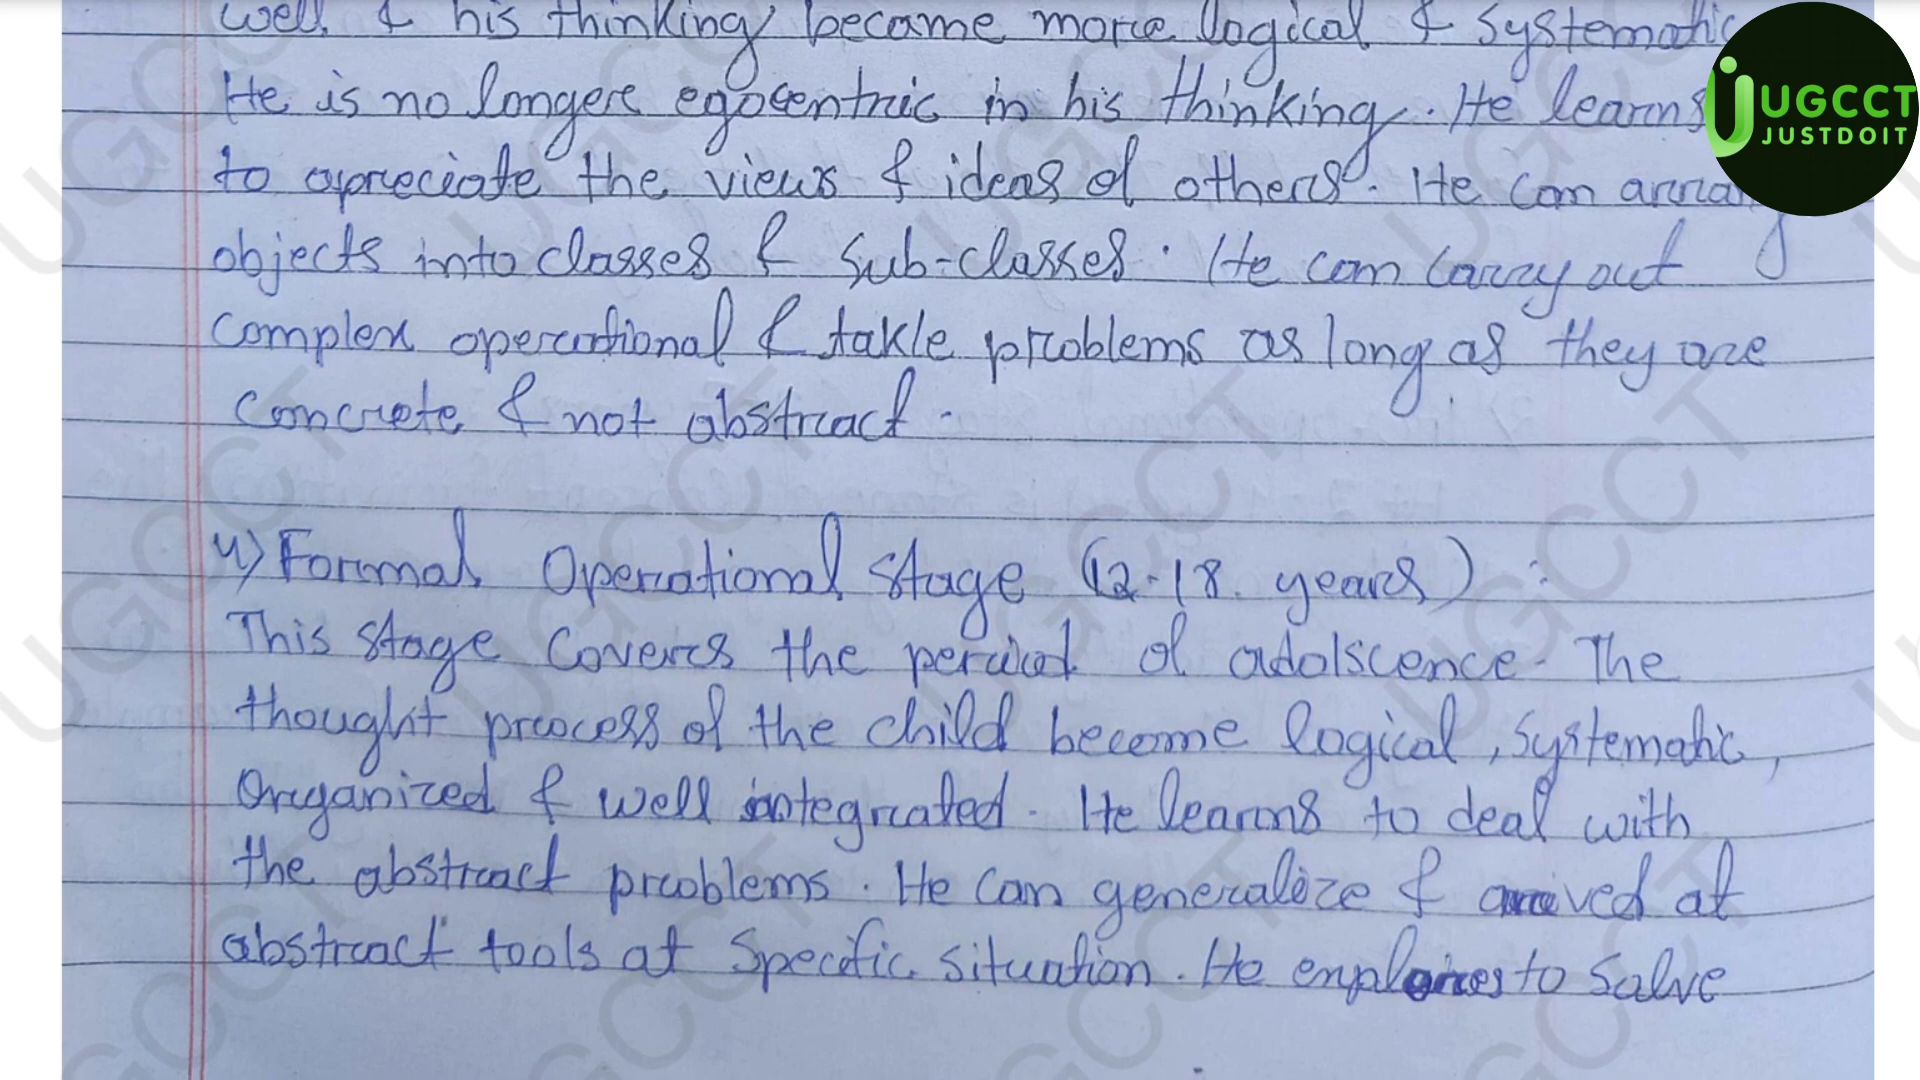 well & his thinking become more logical & systematic
He is no longer egocentric in his thinking. He learns
to apreciate the views & ideas of others. He can arrang
objects into classes & sub-classes. He can carry out
complex operational & takle problems as long as they are
concrete & not abstract.
4) Formal Operational Stage (12-18 years) :
This stage covers the period of adolscence. The
thought process of the child become logical, systematic,
Organized & well integrated. He learns to deal with
the abstract problems. He can generalize & arrived at
abstract tools at specific situation. He to solve
UGCCT
JUSTDOIT